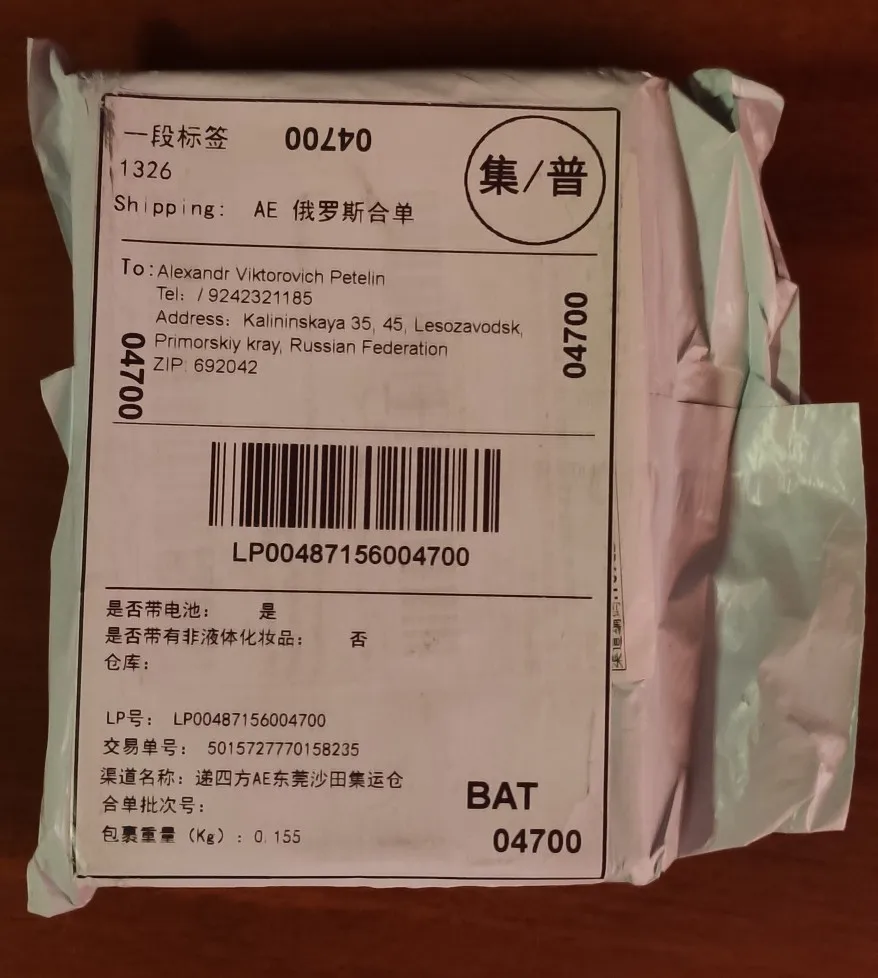 一段标签 04700
1326
Shipping: AE 俄罗斯合单
集/普
To: Alexandr Viktorovich Petelin
Tel: / 9242321185
Address: Kalininskaya 35, 45, Lesozavodsk,
Primorskiy kray, Russian Federation
ZIP: 692042
04700
04700
LP00487156004700
是否带电池: 是
是否带有非液体化妆品: 否
仓库:
LP号: LP00487156004700
交易单号: 5015727770158235
渠道名称: 递四方AE东莞沙田集运仓
合单批次号:
包裹重量 (Kg) : 0.155
BAT
04700
渠道编码: